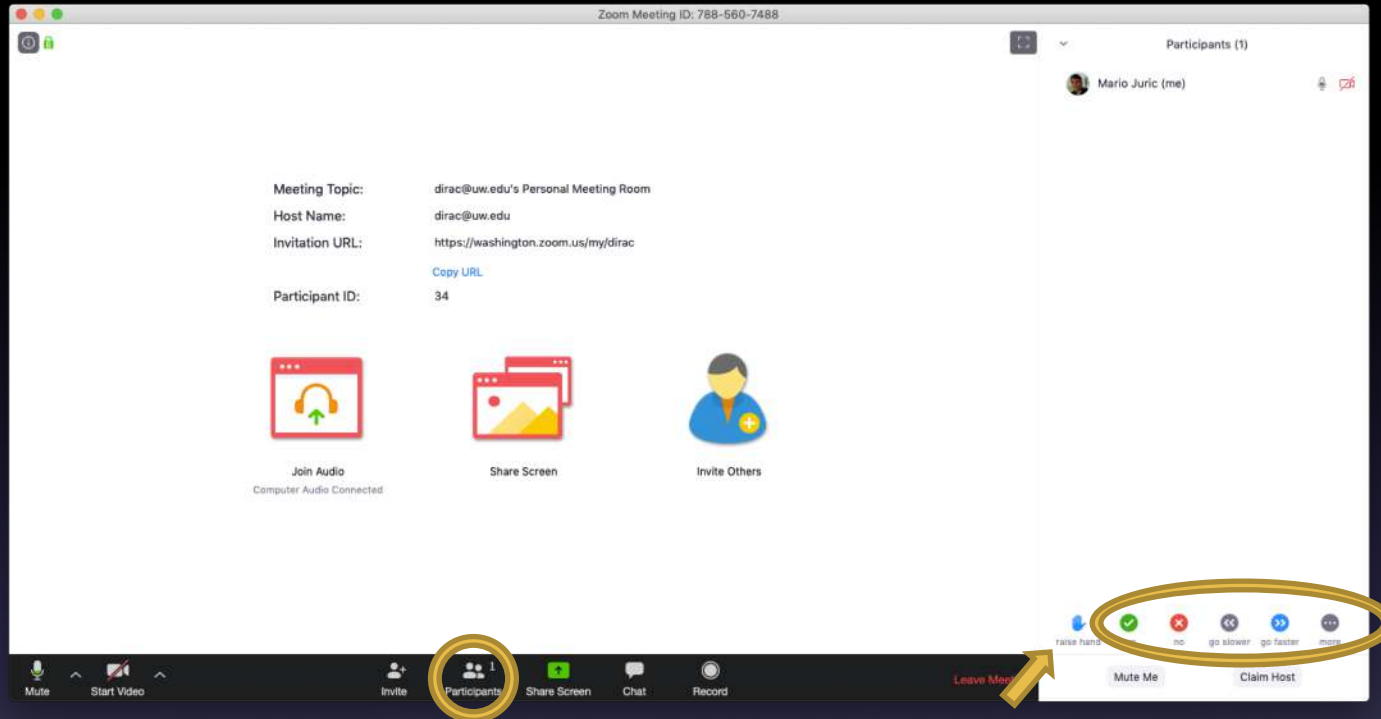 Zoom Meeting ID: 788-560-7488
Participants (1)
Mario Juric (me)
Meeting Topic: dirac@uw.edu's Personal Meeting Room
Host Name: dirac@uw.edu
Invitation URL: https://washington.zoom.us/my/dirac
Copy URL
Participant ID: 34
Join Audio Share Screen Invite Others
Computer Audio Connected
raise hand no go slower go faster more
Mute Start Video Invite Participants 1 Share Screen Chat Record Leave
Mute Me Claim Host